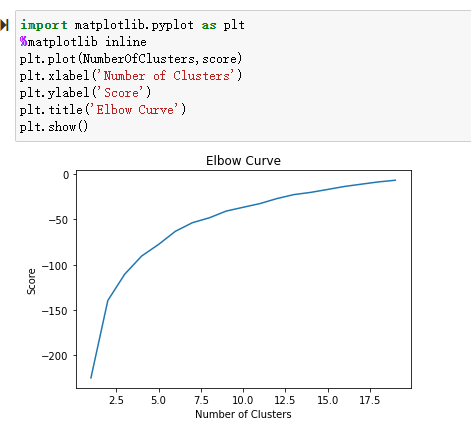 import matplotlib.pyplot as plt
%matplotlib inline
plt.plot(NumberOfClusters,score)
plt.xlabel('Number of Clusters')
plt.ylabel('Score')
plt.title('Elbow Curve')
plt.show()
Elbow Curve
0
−50
−100
−150
−200
Score
2.5 5.0 7.5 10.0 12.5 15.0 17.5
Number of Clusters